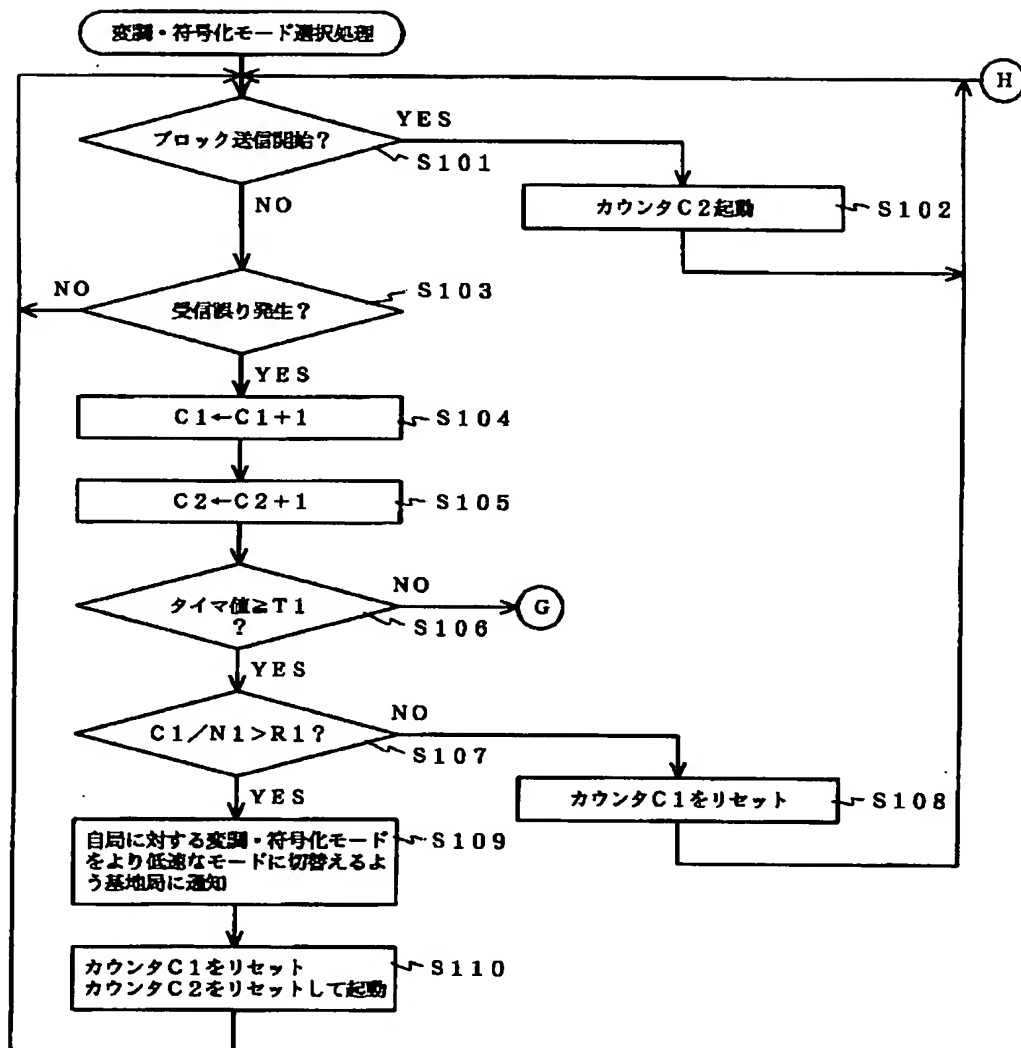 変調・符号化モード選択処理
H
ブロック送信開始?
YES
S101
NO
カウンタC2起動
S102
NO
受信誤り発生?
S103
YES
C1←C1+1
S104
C2←C2+1
S105
タイマ値≧T1
?
NO
G
S106
YES
C1/N1>R1?
NO
S107
YES
カウンタC1をリセット
S108
自局に対する変調・符号化モード
をより低速なモードに切替えるよ
う基地局に通知
S109
カウンタC1をリセット
カウンタC2をリセットして起動
S110